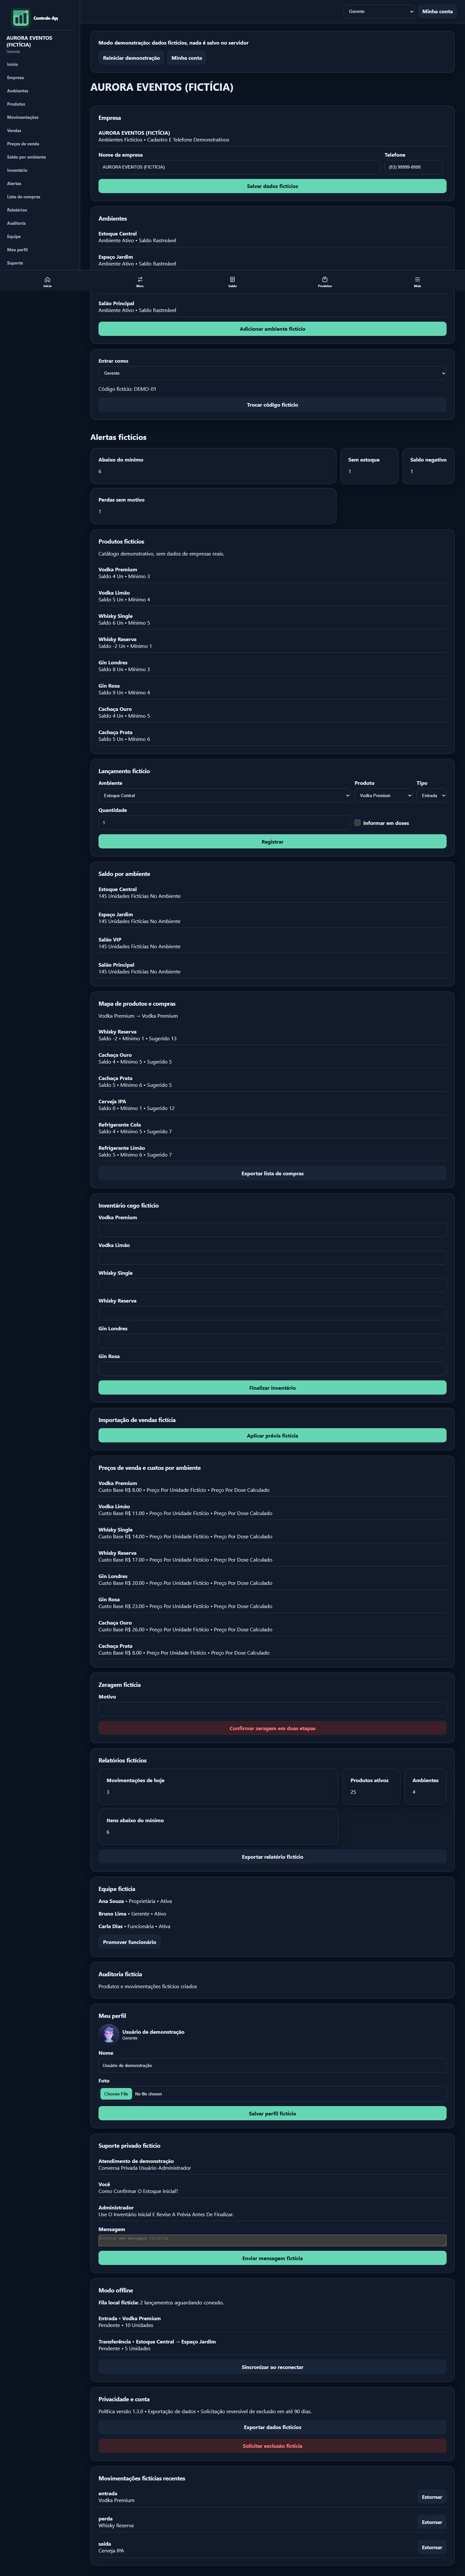 Controle-Aqui
AURORA EVENTOS (FICTÍCIA)
Gerente
Início
Empresa
Ambientes
Produtos
Movimentações
Vendas
Preços de venda
Saldo por ambiente
Inventário
Alertas
Lista de compras
Relatórios
Auditoria
Equipe
Meu perfil
Suporte
Gerente
Minha conta
Modo demonstração: dados fictícios, nada é salvo no servidor
Reiniciar demonstração
Minha conta
AURORA EVENTOS (FICTÍCIA)
Empresa
AURORA EVENTOS (FICTÍCIA)
Ambientes Fictícios • Cadastro E Telefone Demonstrativos
Nome da empresa
Telefone
AURORA EVENTOS (FICTÍCIA)
(83) 99999-0000
Salvar dados fictícios
Ambientes
Estoque Central
Ambiente Ativo • Saldo Rastreável
Espaço Jardim
Ambiente Ativo • Saldo Rastreável
Início
Mova
Saldo
Produtos
Mais
Salão Principal
Ambiente Ativo • Saldo Rastreável
Adicionar ambiente fictício
Entrar como
Gerente
Código fictício: DEMO-01
Trocar código fictício
Alertas fictícios
Abaixo do mínimo
6
Sem estoque
1
Saldo negativo
1
Perdas sem motivo
1
Produtos fictícios
Catálogo demonstrativo, sem dados de empresas reais.
Vodka Premium
Saldo 4 Un • Mínimo 3
Vodka Limão
Saldo 5 Un • Mínimo 4
Whisky Single
Saldo 6 Un • Mínimo 5
Whisky Reserva
Saldo -2 Un • Mínimo 1
Gin Londres
Saldo 8 Un • Mínimo 3
Gin Rosa
Saldo 9 Un • Mínimo 4
Cachaça Ouro
Saldo 4 Un • Mínimo 5
Cachaça Prata
Saldo 5 Un • Mínimo 6
Lançamento fictício
Ambiente
Produto
Tipo
Estoque Central
Vodka Premium
Entrada
Quantidade
1
Informar em doses
Registrar
Saldo por ambiente
Estoque Central
145 Unidades Fictícias No Ambiente
Espaço Jardim
145 Unidades Fictícias No Ambiente
Salão VIP
145 Unidades Fictícias No Ambiente
Salão Principal
145 Unidades Fictícias No Ambiente
Mapa de produtos e compras
Vodka Premium → Vodka Premium
Whisky Reserva
Saldo -2 • Mínimo 1 • Sugerido 13
Cachaça Ouro
Saldo 4 • Mínimo 5 • Sugerido 5
Cachaça Prata
Saldo 5 • Mínimo 6 • Sugerido 5
Cerveja IPA
Saldo 0 • Mínimo 1 • Sugerido 12
Refrigerante Cola
Saldo 4 • Mínimo 5 • Sugerido 7
Refrigerante Limão
Saldo 5 • Mínimo 6 • Sugerido 7
Exportar lista de compras
Inventário cego fictício
Vodka Premium
Vodka Limão
Whisky Single
Whisky Reserva
Gin Londres
Gin Rosa
Finalizar inventário
Importação de vendas fictícia
Aplicar prévia fictícia
Preços de venda e custos por ambiente
Vodka Premium
Custo Base R$ 8.00 • Preço Por Unidade Fictício • Preço Por Dose Calculado
Vodka Limão
Custo Base R$ 11.00 • Preço Por Unidade Fictício • Preço Por Dose Calculado
Whisky Single
Custo Base R$ 14.00 • Preço Por Unidade Fictício • Preço Por Dose Calculado
Whisky Reserva
Custo Base R$ 17.00 • Preço Por Unidade Fictício • Preço Por Dose Calculado
Gin Londres
Custo Base R$ 20.00 • Preço Por Unidade Fictício • Preço Por Dose Calculado
Gin Rosa
Custo Base R$ 23.00 • Preço Por Unidade Fictício • Preço Por Dose Calculado
Cachaça Ouro
Custo Base R$ 26.00 • Preço Por Unidade Fictício • Preço Por Dose Calculado
Cachaça Prata
Custo Base R$ 8.00 • Preço Por Unidade Fictício • Preço Por Dose Calculado
Zeragem fictícia
Motivo
Confirmar zeragem em duas etapas
Relatórios fictícios
Movimentações de hoje
3
Produtos ativos
25
Ambientes
4
Itens abaixo do mínimo
6
Exportar relatório fictício
Equipe fictícia
Ana Souza • Proprietária • Ativa
Bruno Lima • Gerente • Ativo
Carla Dias • Funcionária • Ativa
Promover funcionário
Auditoria fictícia
Produtos e movimentações fictícios criados
Meu perfil
Usuário de demonstração
Gerente
Nome
Usuário de demonstração
Foto
Choose File
No file chosen
Salvar perfil fictício
Suporte privado fictício
Atendimento de demonstração
Conversa Privada Usuário-Administrador
Você
Como Confirmar O Estoque Inicial?
Administrador
Use O Inventário Inicial E Revise A Prévia Antes De Finalizar.
Mensagem
Escreva uma mensagem fictícia
Enviar mensagem fictícia
Modo offline
Fila local fictícia: 2 lançamentos aguardando conexão.
Entrada • Vodka Premium
Pendente • 10 Unidades
Transferência • Estoque Central → Espaço Jardim
Pendente • 5 Unidades
Sincronizar ao reconectar
Privacidade e conta
Política versão 1.3.0 • Exportação de dados • Solicitação reversível de exclusão em até 90 dias.
Exportar dados fictícios
Solicitar exclusão fictícia
Movimentações fictícias recentes
entrada
Vodka Premium
Estornar
perda
Whisky Reserva
Estornar
saída
Cerveja IPA
Estornar